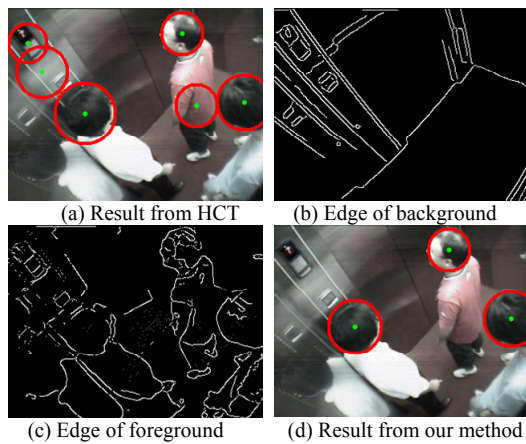 (a) Result from HCT
(b) Edge of background
(c) Edge of foreground
(d) Result from our method